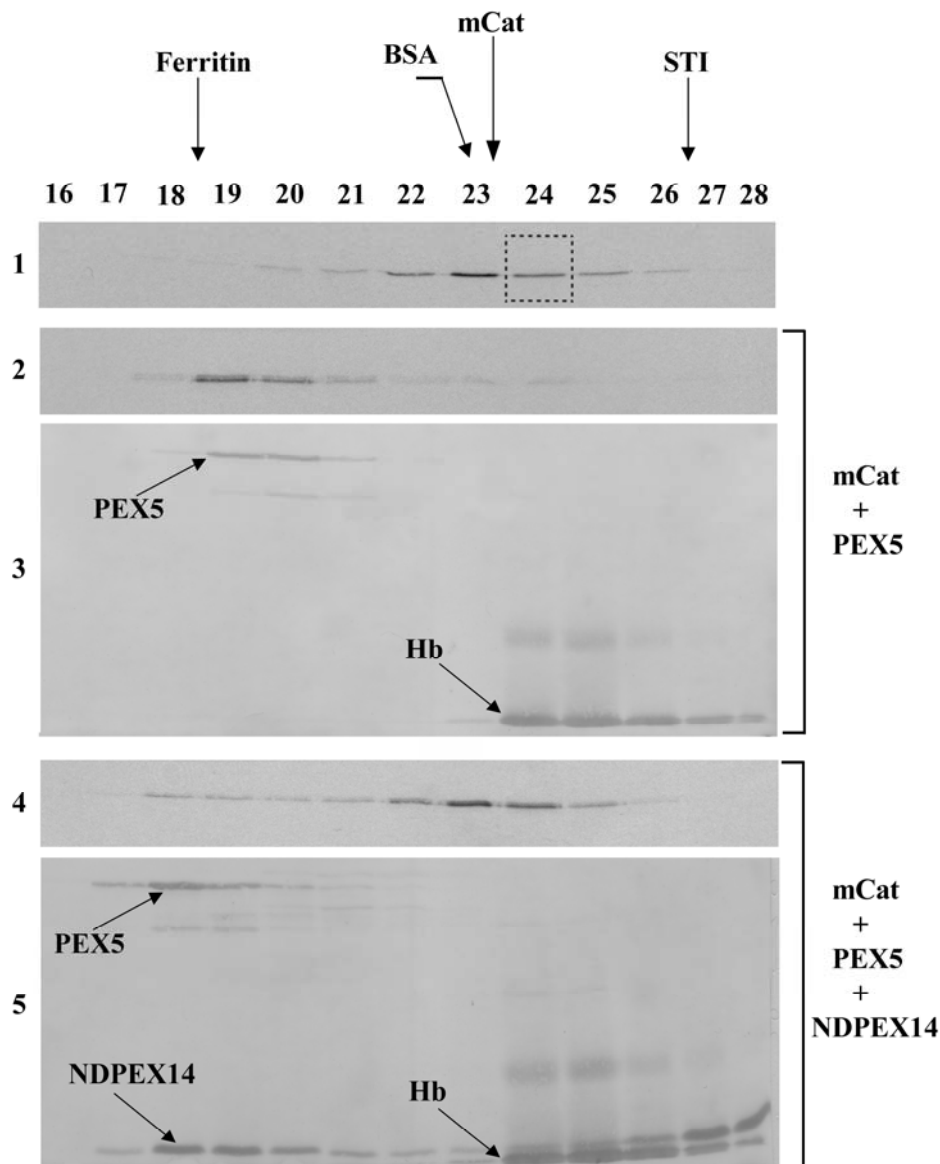 mCat
Ferritin
BSA
STI
16 17 18 19 20 21 22 23 24 25 26 27 28
1
2
PEX5
3
Hb
mCat
+
PEX5
4
PEX5
5
NDPEX14
Hb
mCat
+
PEX5
+
NDPEX14